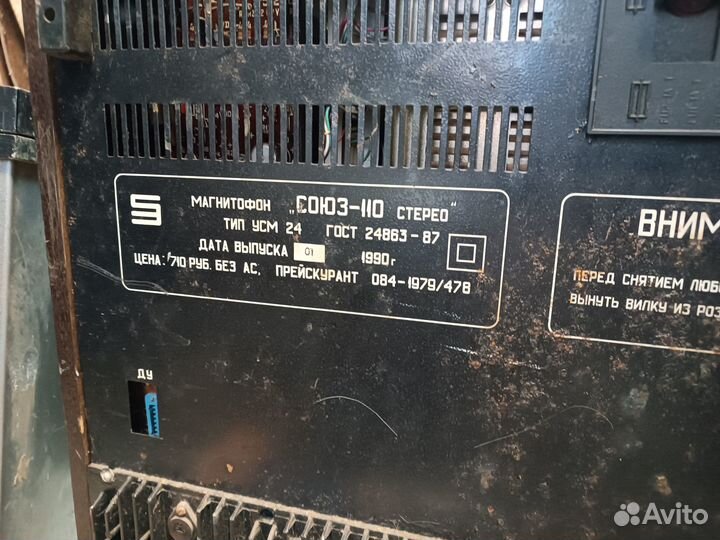 МАГНИТОФОН „СОЮЗ-110 СТЕРЕО"
ТИП УСМ 24 ГОСТ 24863-87
ДАТА ВЫПУСКА 01 1990г
ЦЕНА: 710 РУБ. БЕЗ АС, ПРЕЙСКУРАНТ 084-1979/478
ВНИМ
ПЕРЕД СНЯТИЕМ ЛЮБ
ВЫНУТЬ ВИЛКУ ИЗ РОЗ
ДУ
Avito